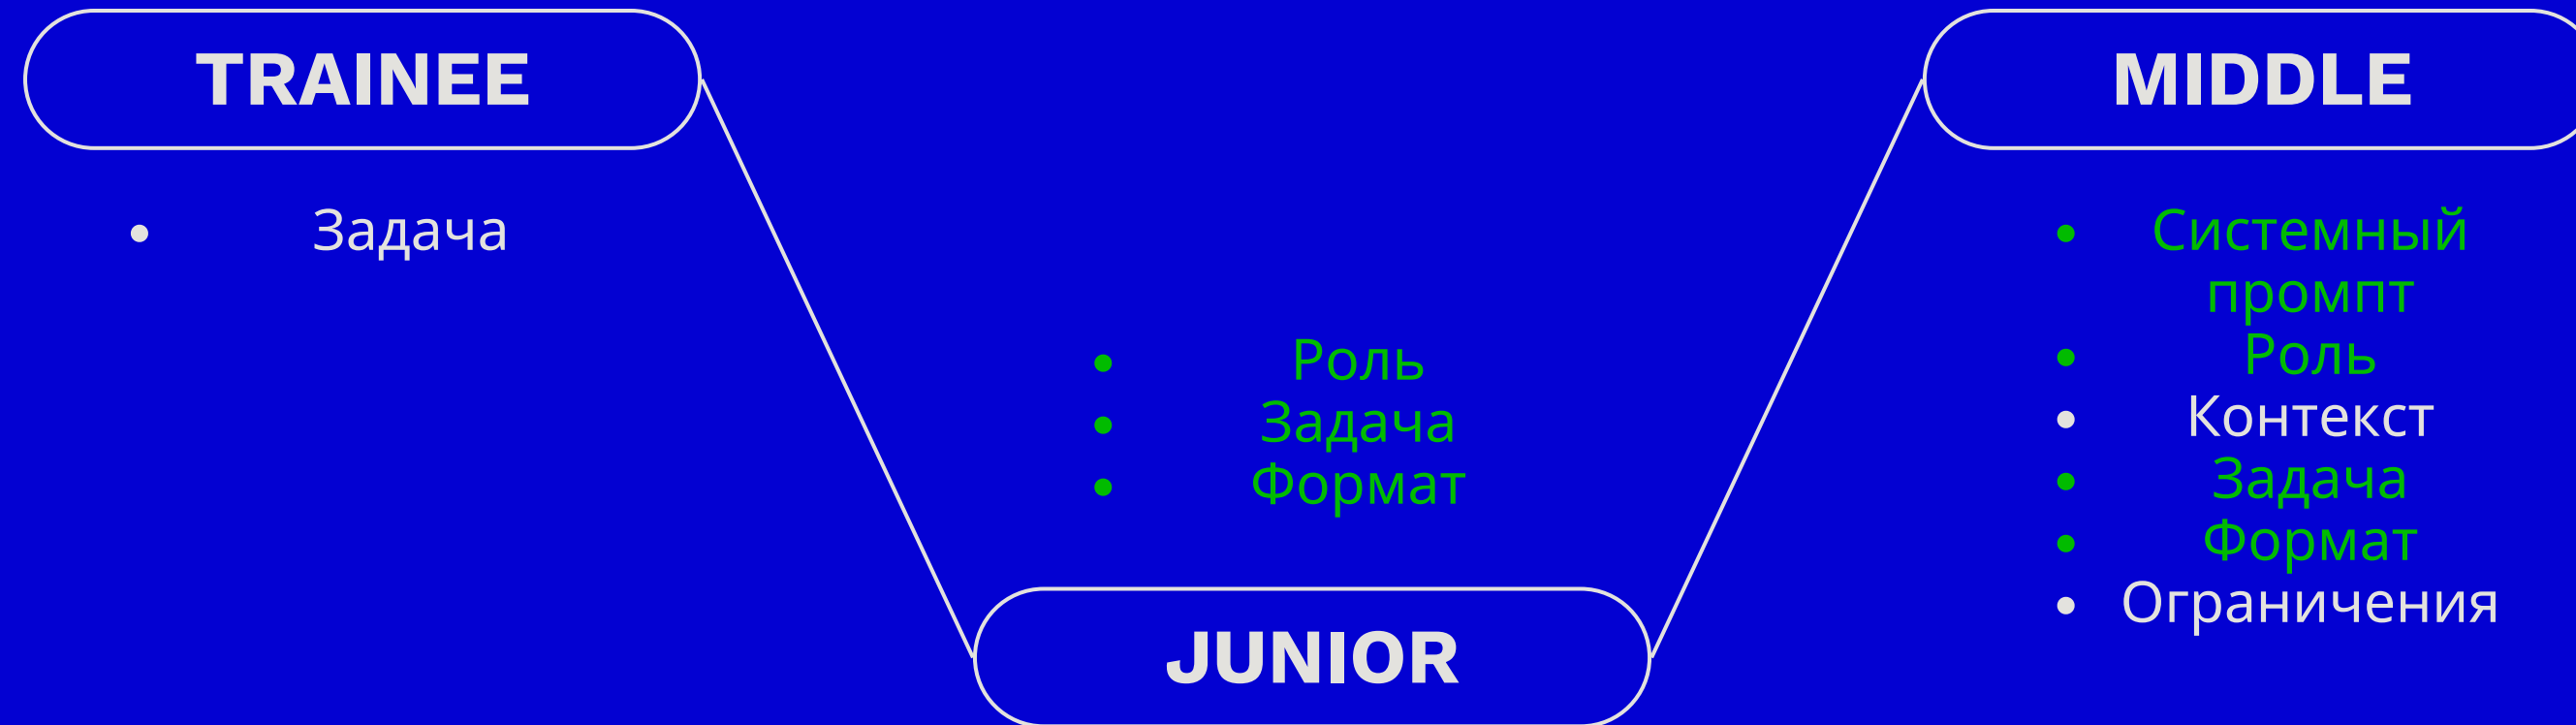 TRAINEE
• Задача
• Роль
• Задача
• Формат
JUNIOR
MIDDLE
• Системный
промпт
• Роль
• Контекст
• Задача
• Формат
• Ограничения